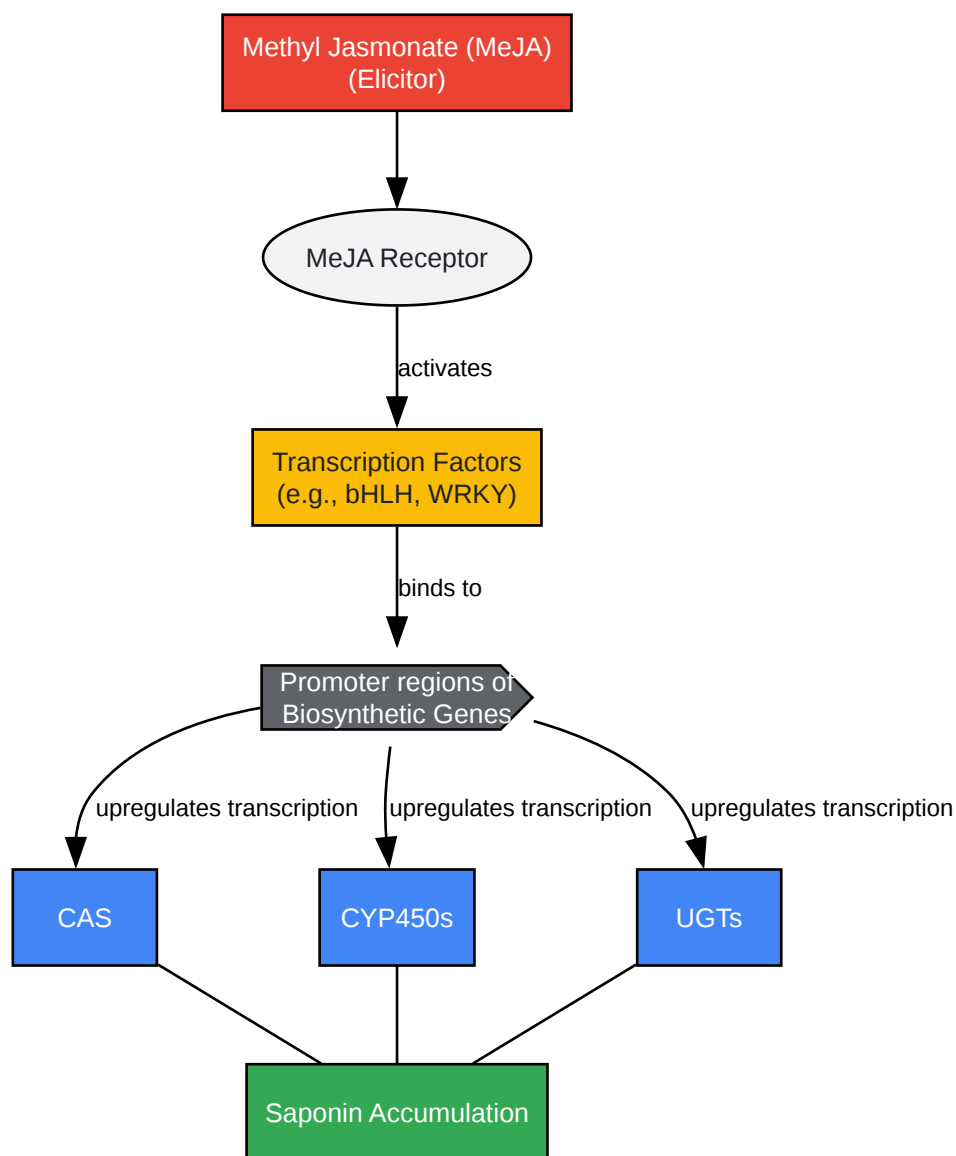 Methyl Jasmonate (MeJA)
(Elicitor)
MeJA Receptor
activates
Transcription Factors
(e.g., bHLH, WRKY)
binds to
Promoter regions of
Biosynthetic Genes
upregulates transcription
upregulates transcription
upregulates transcription
CAS
CYP450s
UGTs
Saponin Accumulation